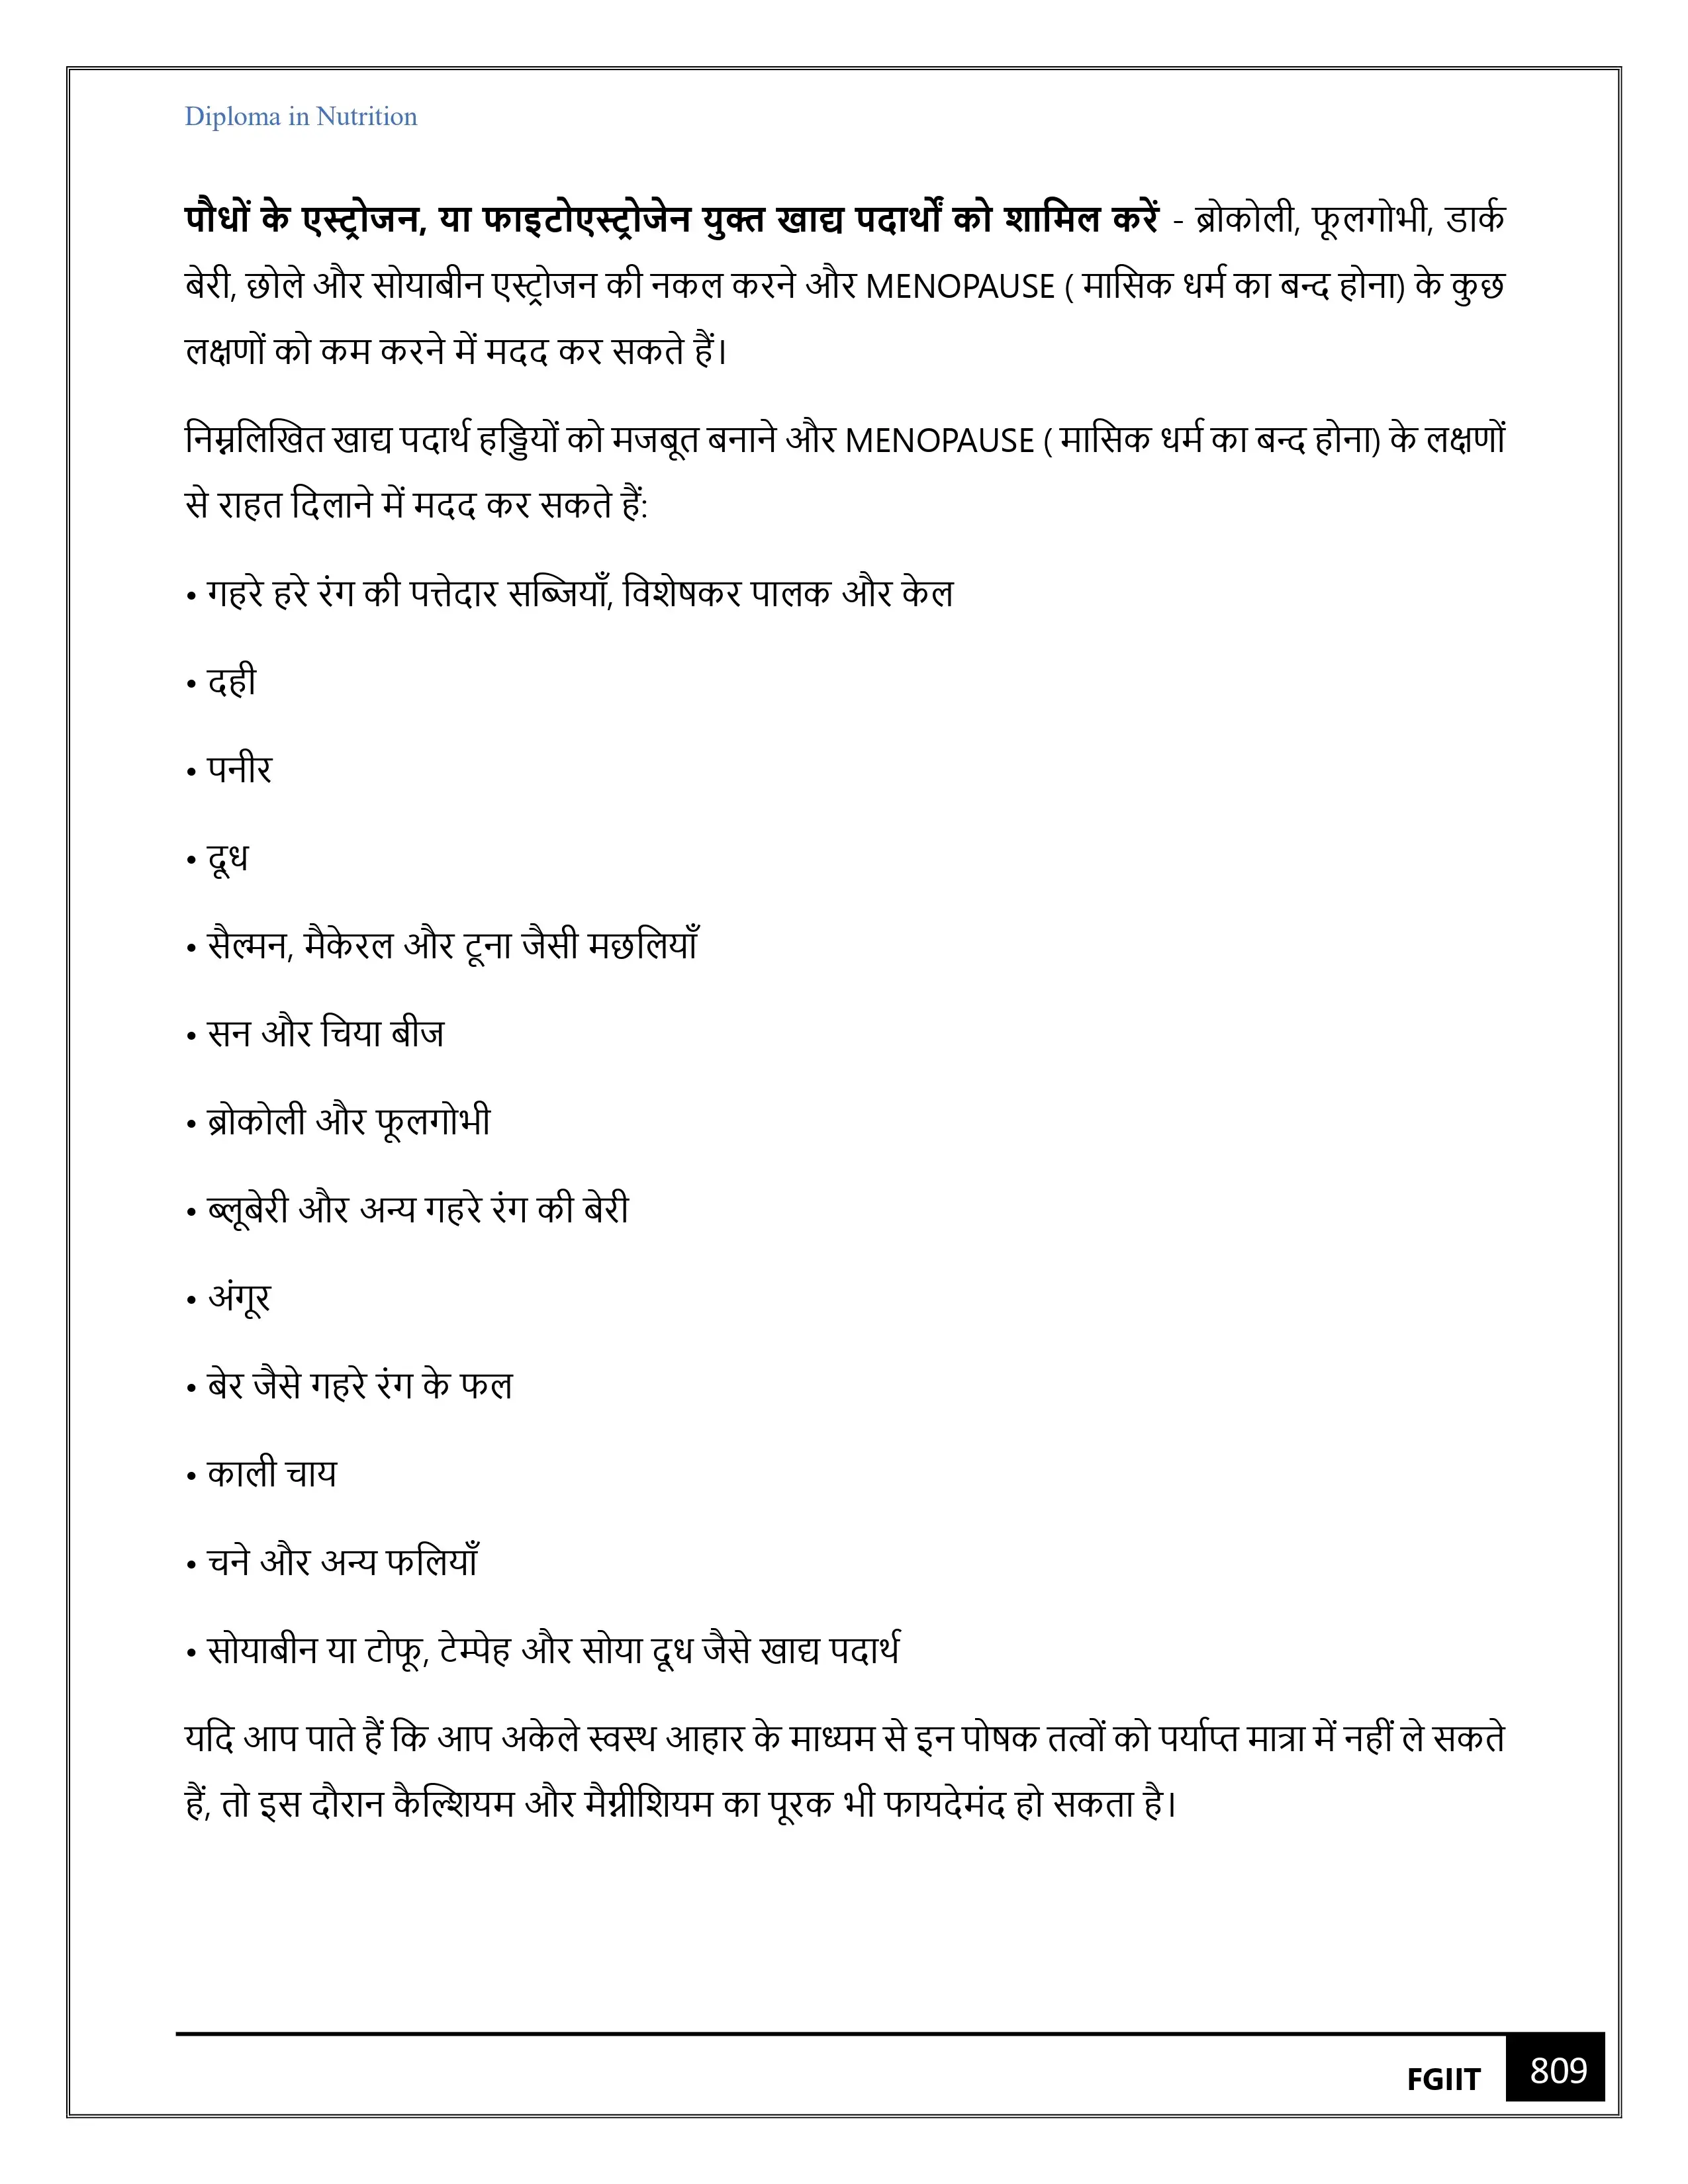 Diploma in Nutrition
पौधों के एस्ट्रोजन, या फाइटोएस्ट्रोजेन युक्त खाद्य पदार्थों को शामिल करें - ब्रोकोली, फूलगोभी, डार्क
बेरी, छोले और सोयाबीन एस्ट्रोजन की नकल करने और MENOPAUSE ( मासिक धर्म का बन्द होना) के कुछ
लक्षणों को कम करने में मदद कर सकते हैं।
निम्नलिखित खाद्य पदार्थ हड्डियों को मजबूत बनाने और MENOPAUSE ( मासिक धर्म का बन्द होना) के लक्षणों
से राहत दिलाने में मदद कर सकते हैं:
• गहरे हरे रंग की पत्तेदार सब्जियाँ, विशेषकर पालक और केल
• दही
• पनीर
• दूध
• सैल्मन, मैकेरल और टूना जैसी मछलियाँ
• सन और चिया बीज
• ब्रोकोली और फूलगोभी
• ब्लूबेरी और अन्य गहरे रंग की बेरी
• अंगूर
• बेर जैसे गहरे रंग के फल
• काली चाय
• चने और अन्य फलियाँ
• सोयाबीन या टोफू, टेम्पेह और सोया दूध जैसे खाद्य पदार्थ
यदि आप पाते हैं कि आप अकेले स्वस्थ आहार के माध्यम से इन पोषक तत्वों को पर्याप्त मात्रा में नहीं ले सकते
हैं, तो इस दौरान कैल्शियम और मैग्नीशियम का पूरक भी फायदेमंद हो सकता है।
FGIIT 809